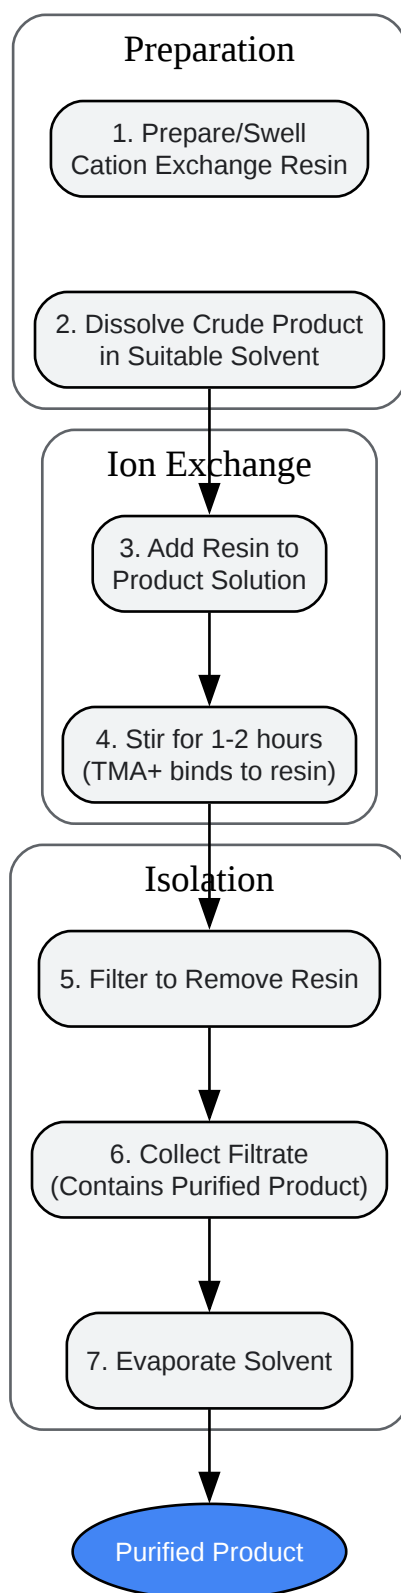 Preparation
1. Prepare/Swell
Cation Exchange Resin
2. Dissolve Crude Product
in Suitable Solvent
Ion Exchange
3. Add Resin to
Product Solution
4. Stir for 1-2 hours
(TMA+ binds to resin)
Isolation
5. Filter to Remove Resin
6. Collect Filtrate
(Contains Purified Product)
7. Evaporate Solvent
Purified Product